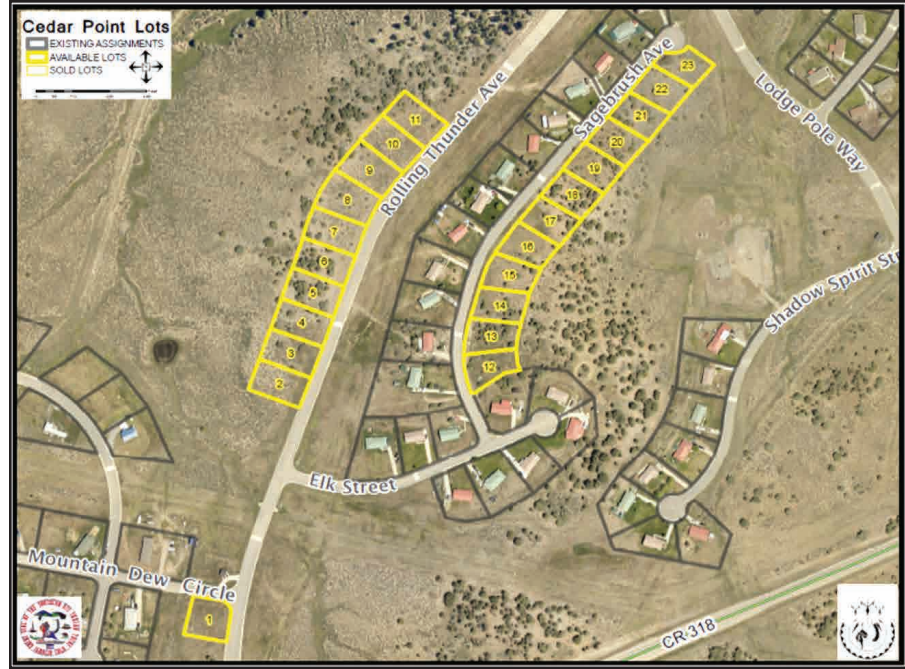 Cedar Point Lots
EXISTING ASSIGNMENTS
AVAILABLE LOTS
SOLD LOTS
Rolling Thunder Ave
Sagebrush Ave
Lodge Pole Way
Shadow Spirit Str
Elk Street
Mountain Dew Circle
CR 318
23
22
21
20
19
18
17
16
15
14
13
12
11
10
9
8
7
6
5
4
3
2
1